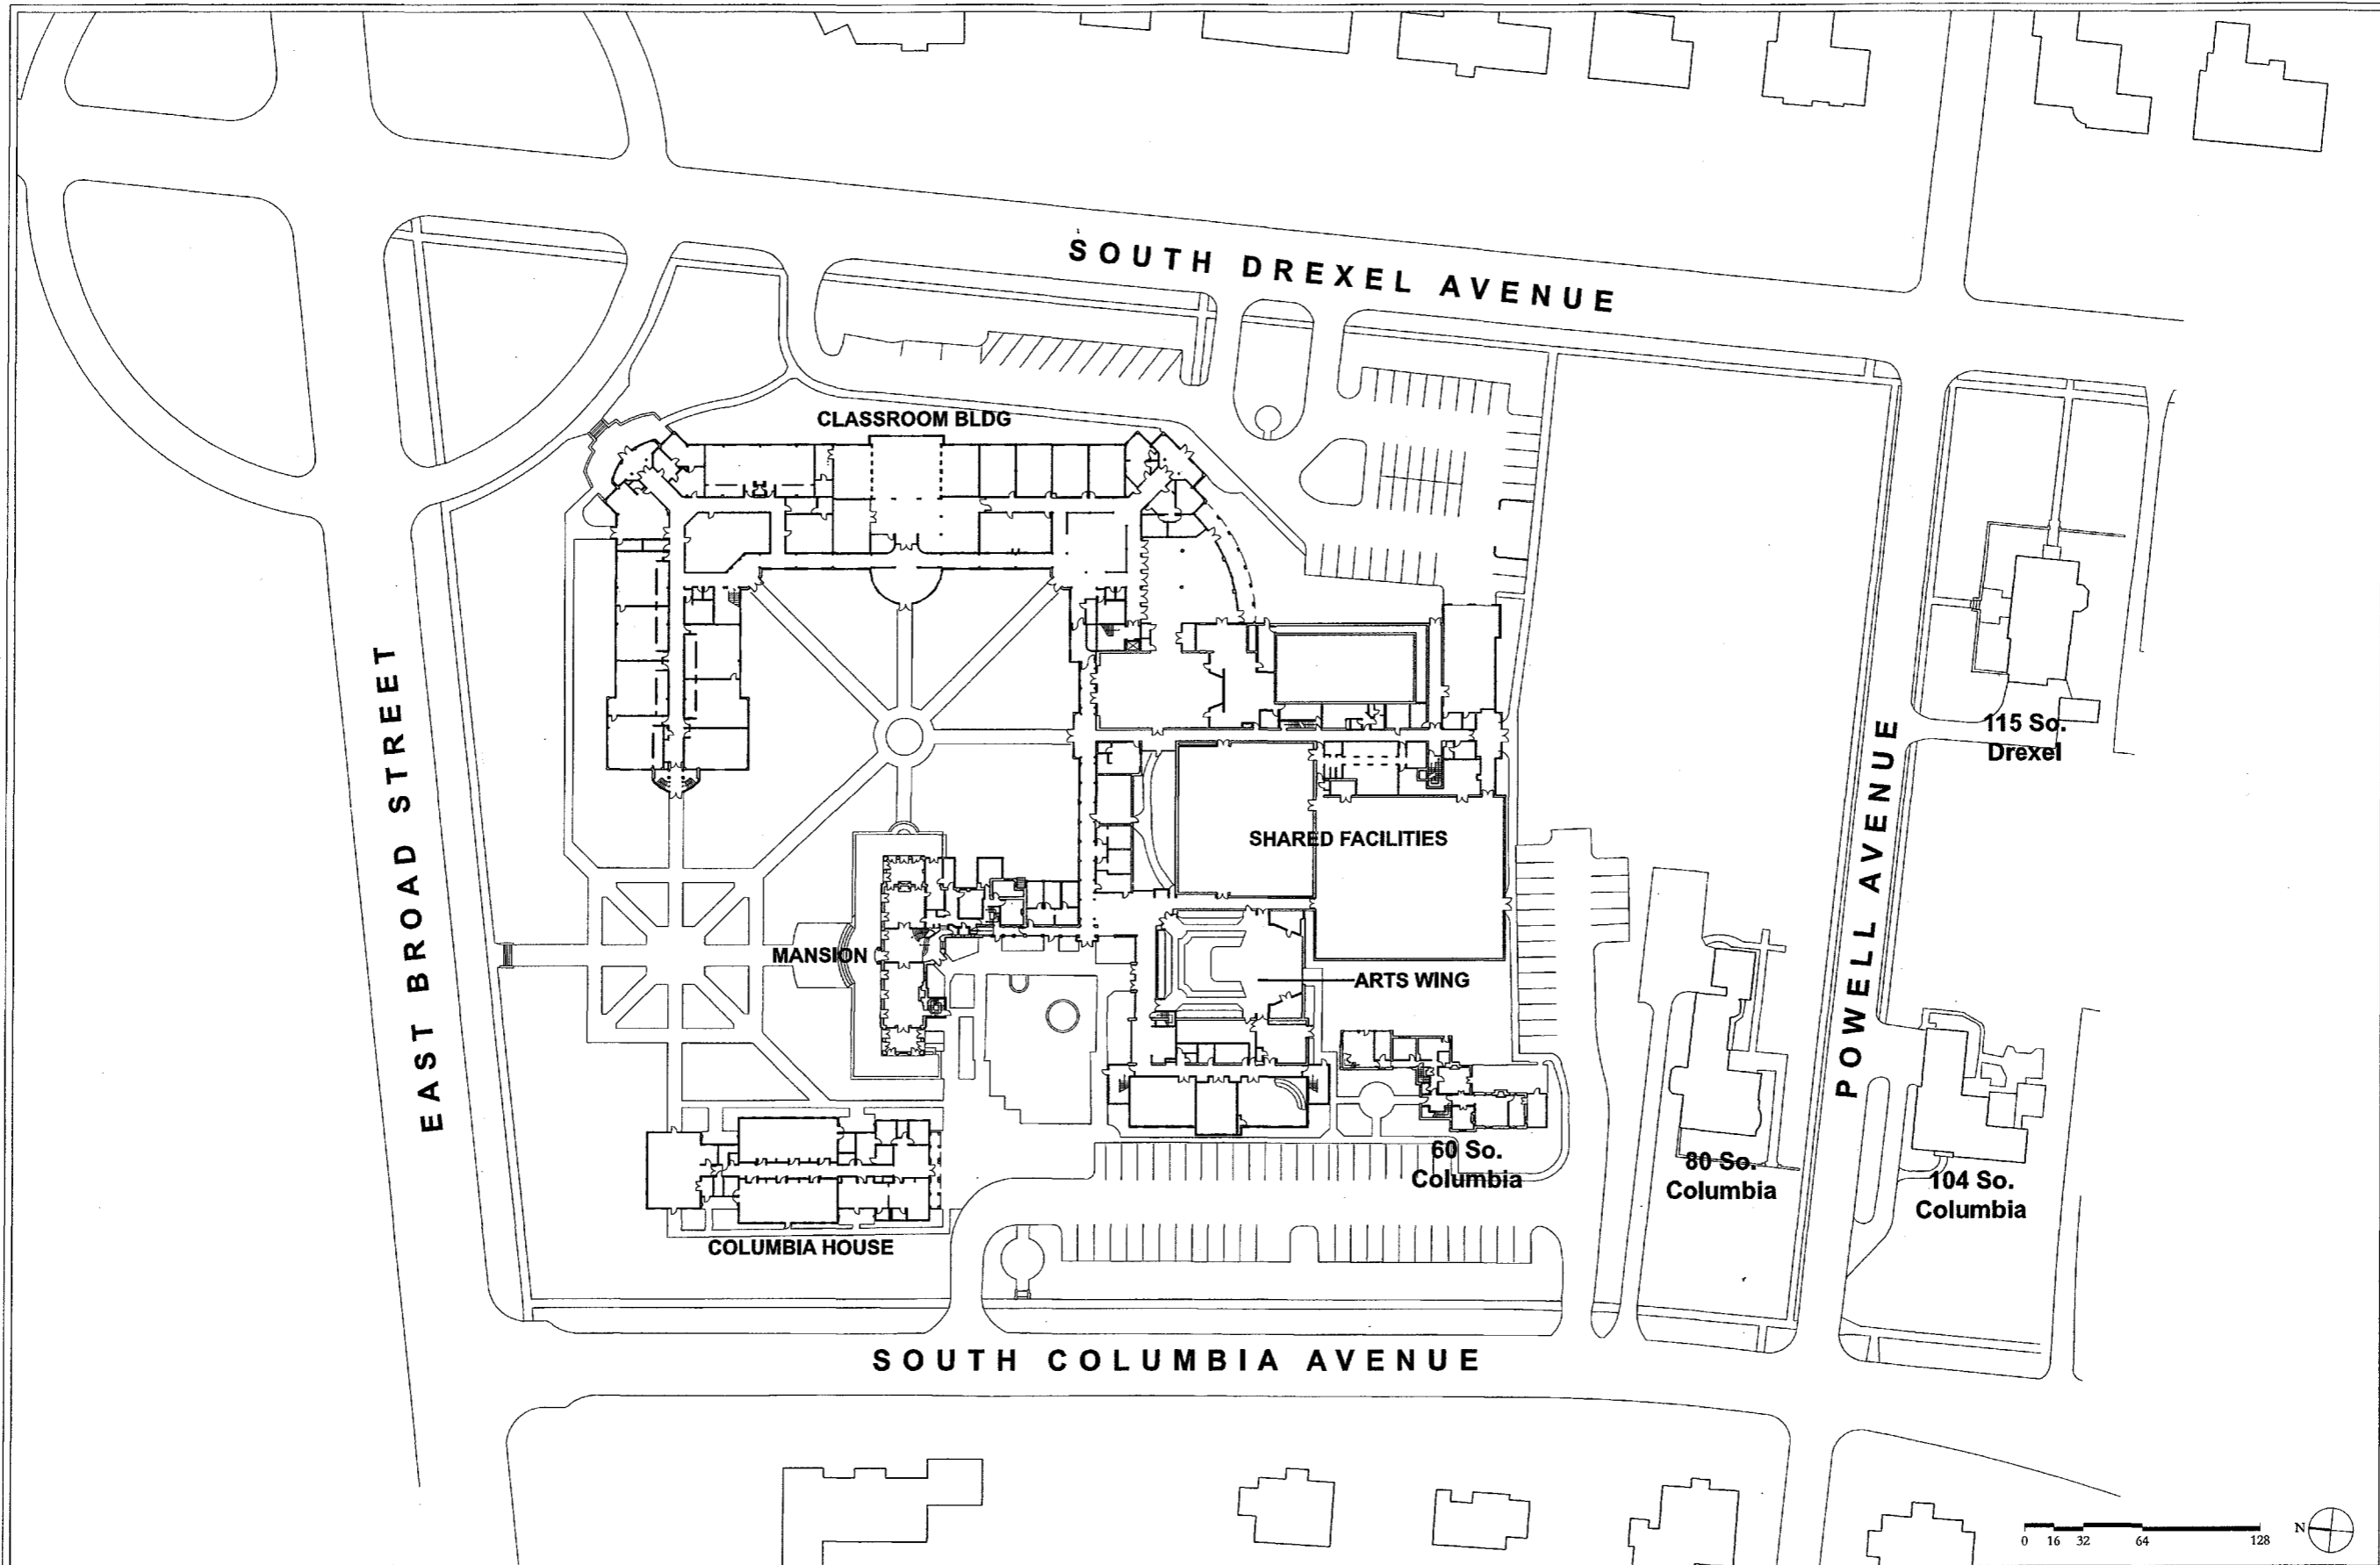 SOUTH DREXEL AVENUE
CLASSROOM BLDG
EAST BROAD STREET
115 So.
Drexel
POWELL AVENUE
SHARED FACILITIES
MANSION
ARTS WING
60 So.
Columbia
80 So.
Columbia
104 So.
Columbia
COLUMBIA HOUSE
SOUTH COLUMBIA AVENUE
0 16 32 64 128
N